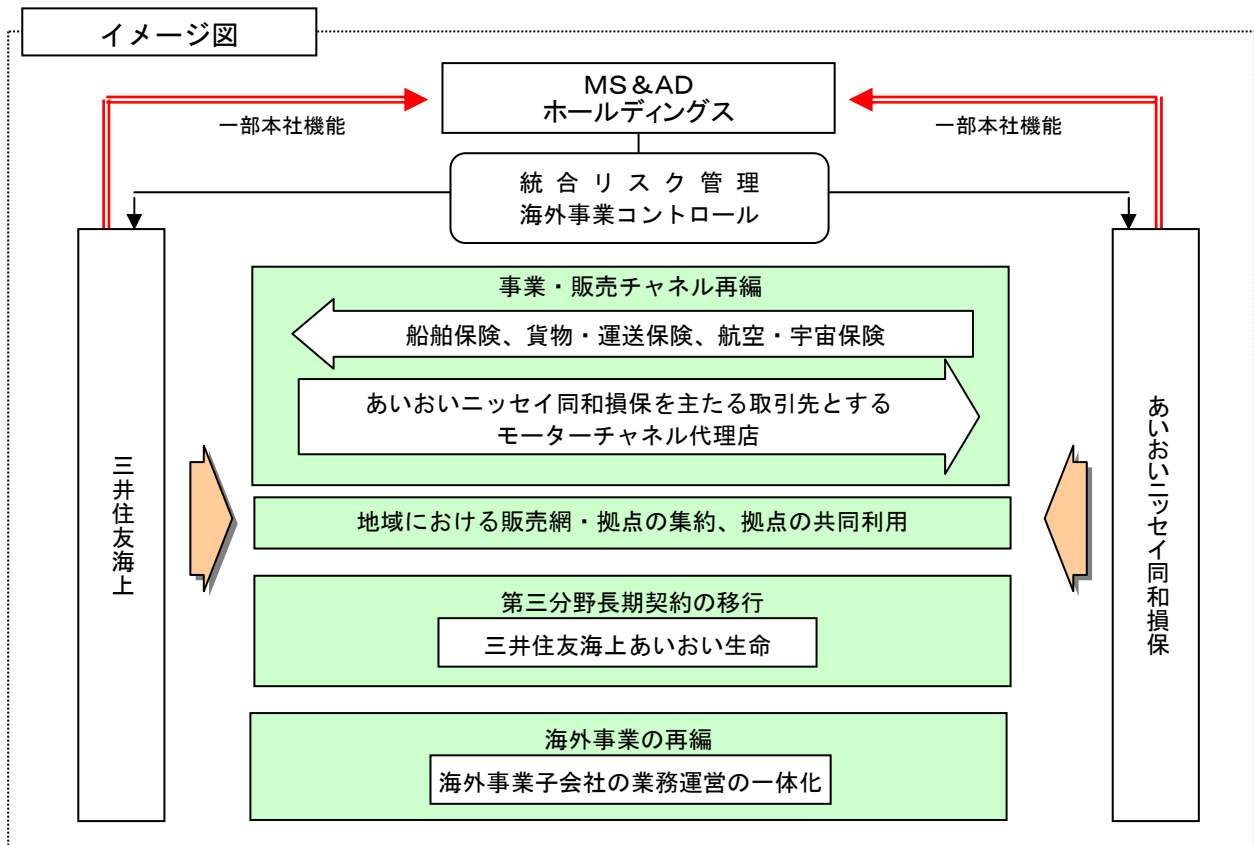 イメージ図
MS&AD
ホールディングス
一部本社機能
一部本社機能
統合リスク管理
海外事業コントロール
事業・販売チャネル再編
船舶保険、貨物・運送保険、航空・宇宙保険
あいおいニッセイ同和損保を主たる取引先とする
モーターチャネル代理店
三井住友海上
あいおいニッセイ同和損保
地域における販売網・拠点の集約、拠点の共同利用
第三分野長期契約の移行
三井住友海上あいおい生命
海外事業の再編
海外事業子会社の業務運営の一体化